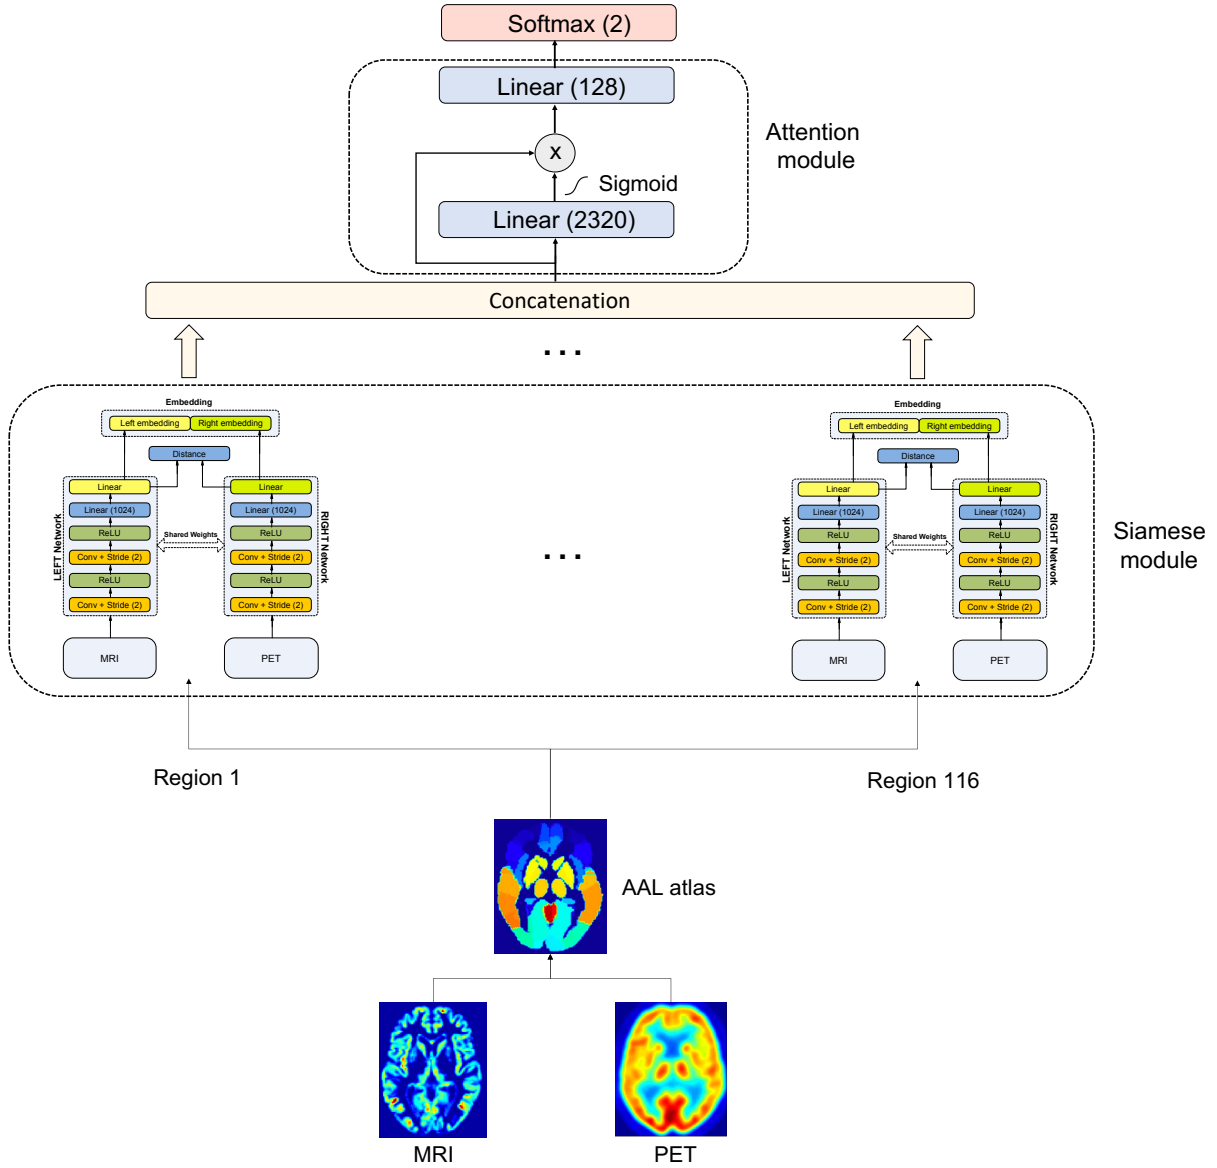 Softmax (2)
Linear (128)
Attention
module
x
Sigmoid
Linear (2320)
Concatenation
...
Embedding
Left embedding Right embedding
Distance
Linear
Linear
Linear (1024)
Linear (1024)
ReLU
ReLU
Shared Weights
Conv + Stride (2)
Conv + Stride (2)
ReLU
ReLU
Conv + Stride (2)
Conv + Stride (2)
LEFT Network
RIGHT Network
MRI
PET
...
Embedding
Left embedding Right embedding
Distance
Linear
Linear
Linear (1024)
Linear (1024)
ReLU
ReLU
Shared Weights
Conv + Stride (2)
Conv + Stride (2)
ReLU
ReLU
Conv + Stride (2)
Conv + Stride (2)
LEFT Network
RIGHT Network
MRI
PET
Siamese
module
Region 1
Region 116
AAL atlas
MRI
PET